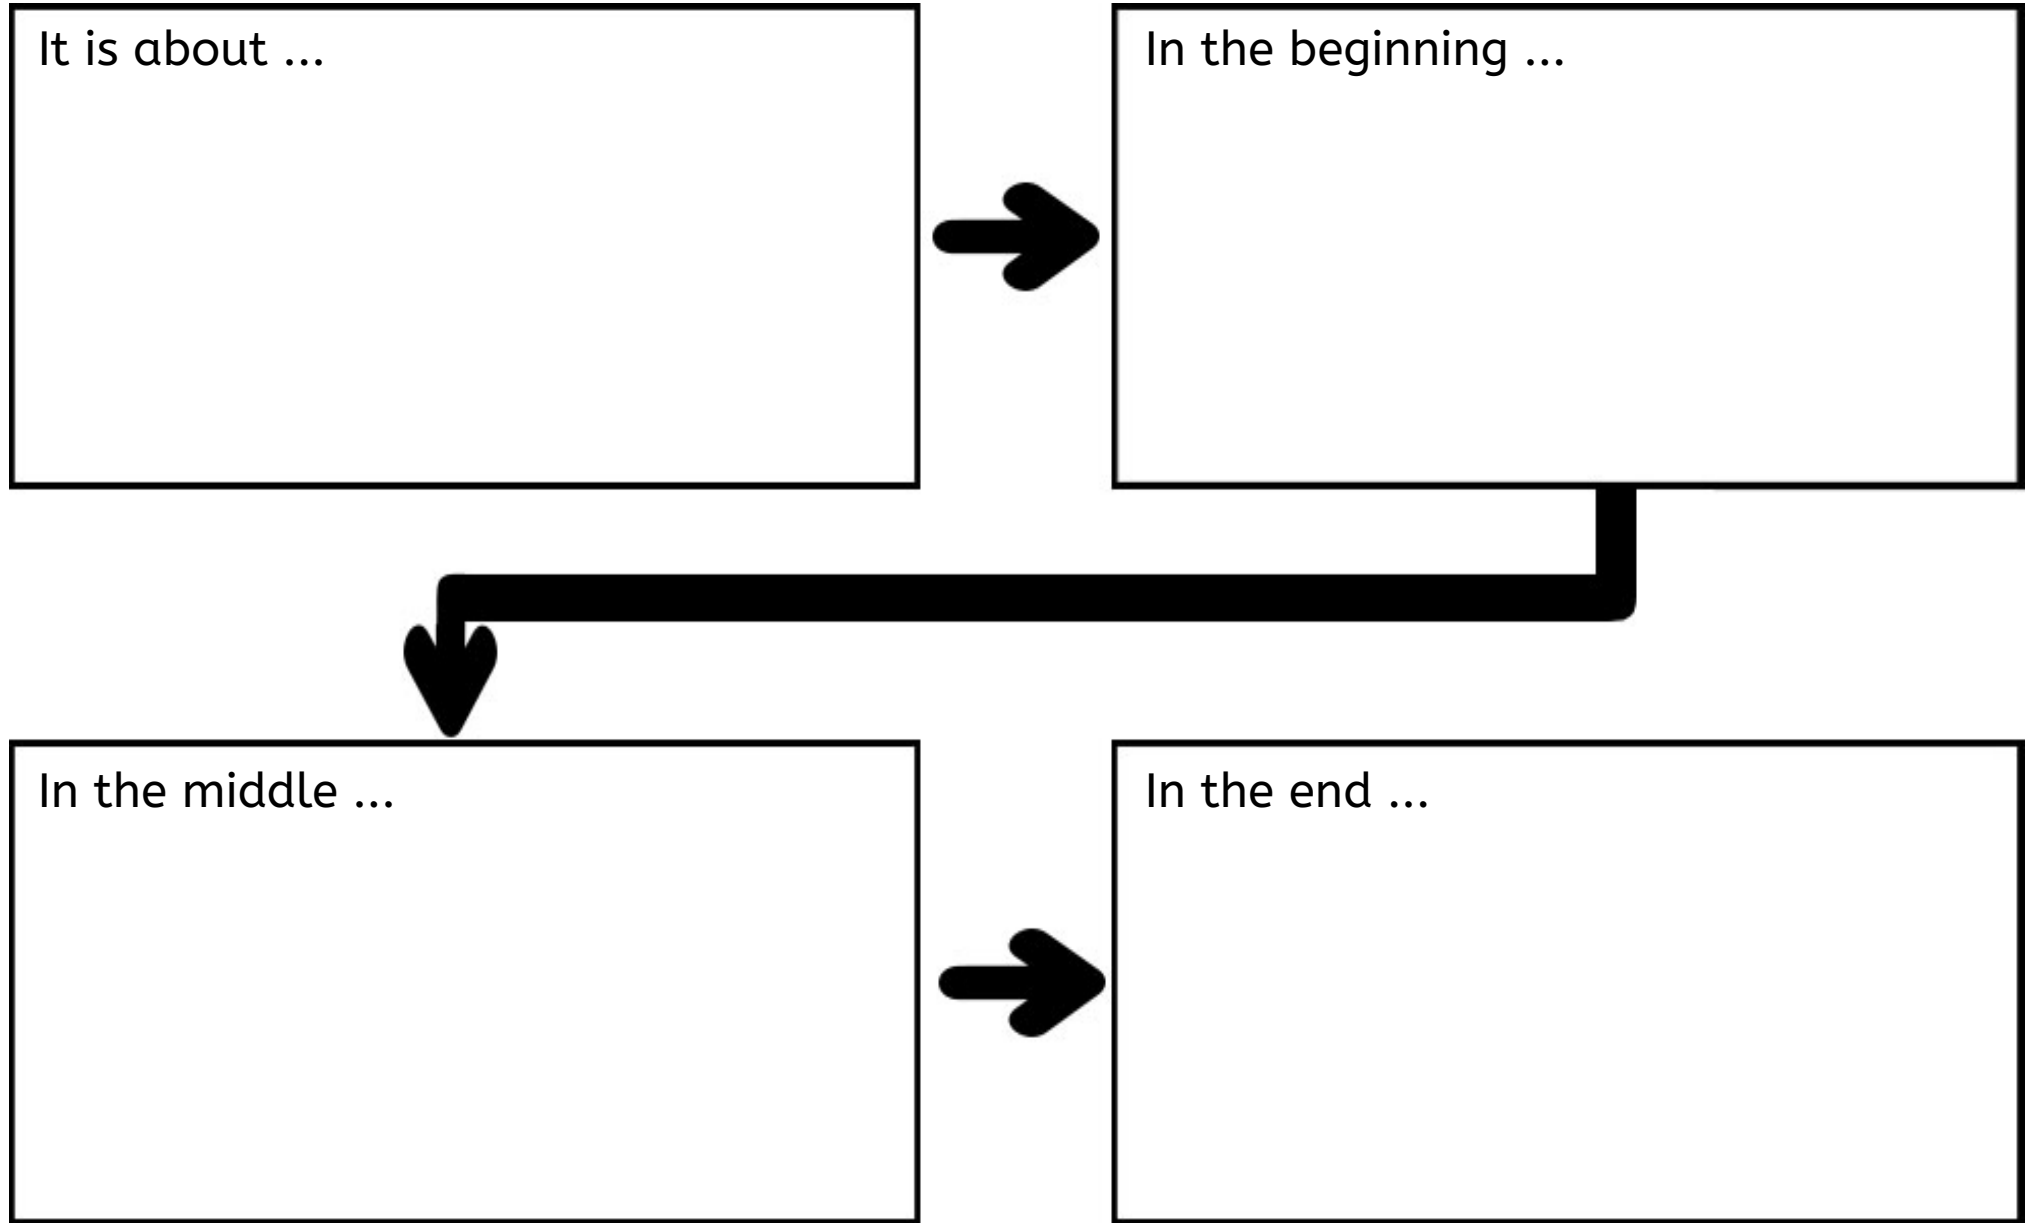 It is about ...
In the beginning ...
In the middle ...
In the end ...